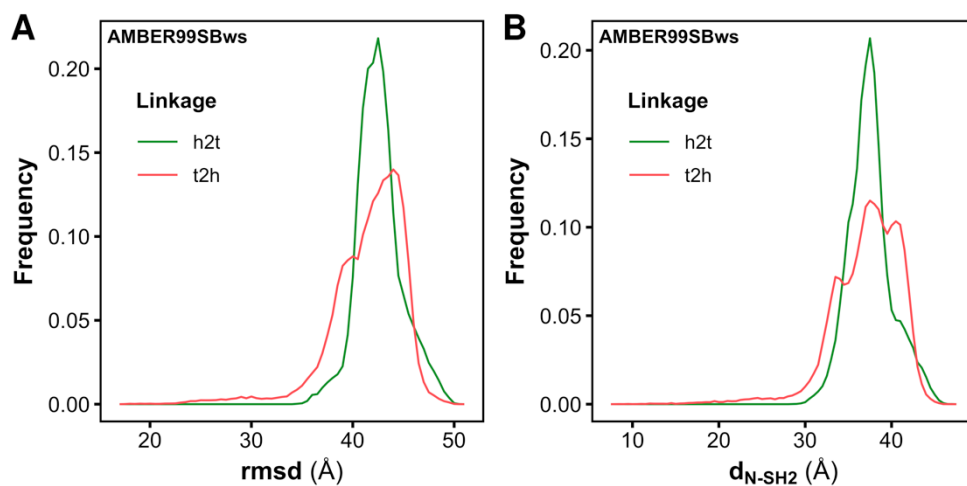 A
AMBER99SBws
Linkage
h2t
t2h
Frequency
0.20
0.15
0.10
0.05
0.00
20
30
40
50
rmsd (Å)
B
AMBER99SBws
Linkage
h2t
t2h
Frequency
0.20
0.15
0.10
0.05
0.00
10
20
30
40
dN-SH2 (Å)